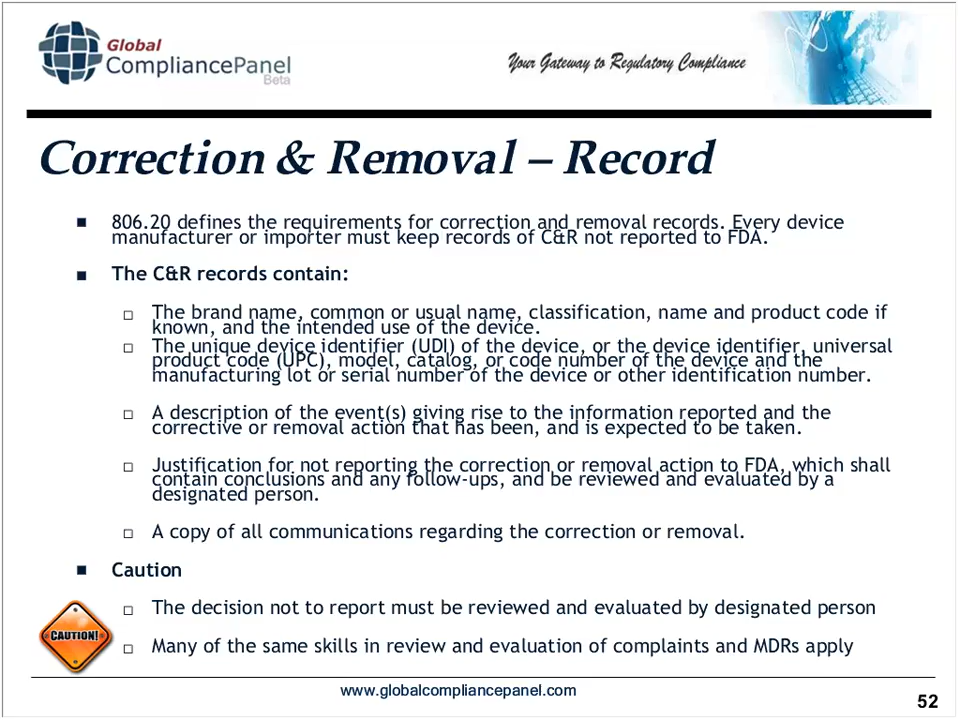 Global
CompliancePanel
Beta
Your Gateway to Regulatory Compliance
Correction & Removal – Record
■ 806.20 defines the requirements for correction and removal records. Every device
manufacturer or importer must keep records of C&R not reported to FDA.
■ The C&R records contain:
□ The brand name, common or usual name, classification, name and product code if
known, and the intended use of the device.
□ The unique device identifier (UDI) of the device, or the device identifier, universal
product code (UPC), model, catalog, or code number of the device and the
manufacturing lot or serial number of the device or other identification number.
□ A description of the event(s) giving rise to the information reported and the
corrective or removal action that has been, and is expected to be taken.
□ Justification for not reporting the correction or removal action to FDA, which shall
contain conclusions and any follow-ups, and be reviewed and evaluated by a
designated person.
□ A copy of all communications regarding the correction or removal.
■ Caution
□ The decision not to report must be reviewed and evaluated by designated person
CAUTION!
□ Many of the same skills in review and evaluation of complaints and MDRs apply
www.globalcompliancepanel.com
52